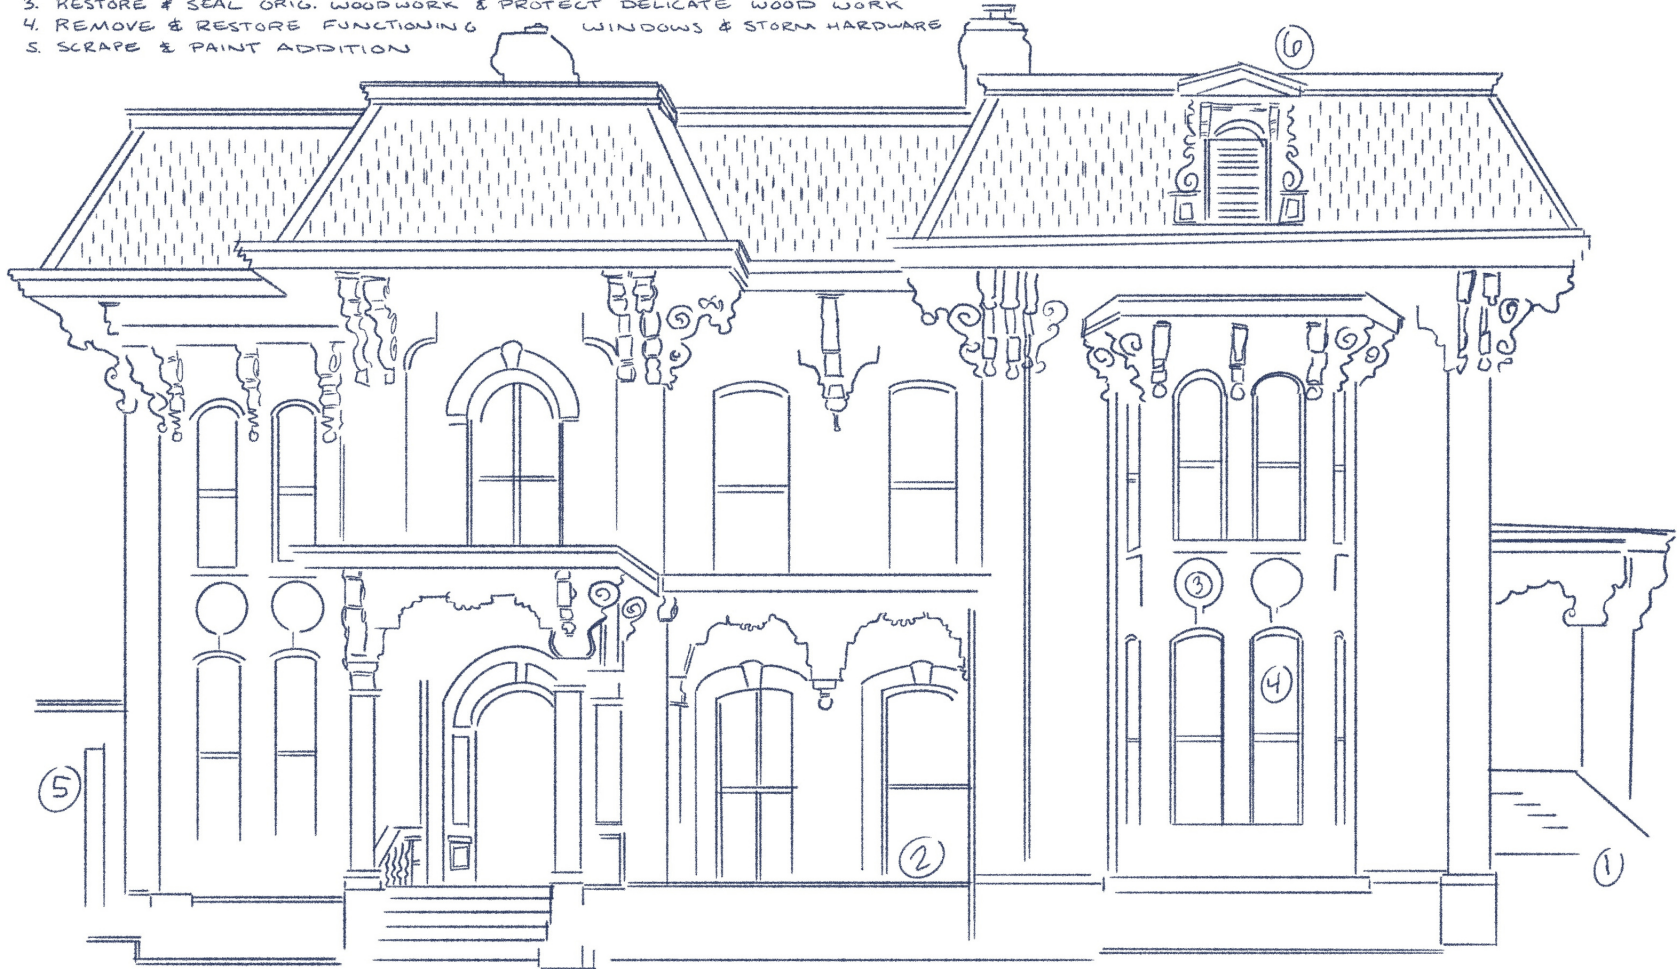 3. RESTORE & SEAL ORIG. WOODWORK & PROTECT DELICATE WOOD WORK
4. REMOVE & RESTORE FUNCTIONING WINDOWS & STORM HARDWARE
5. SCRAPE & PAINT ADDITION
6
3
4
5
2
1